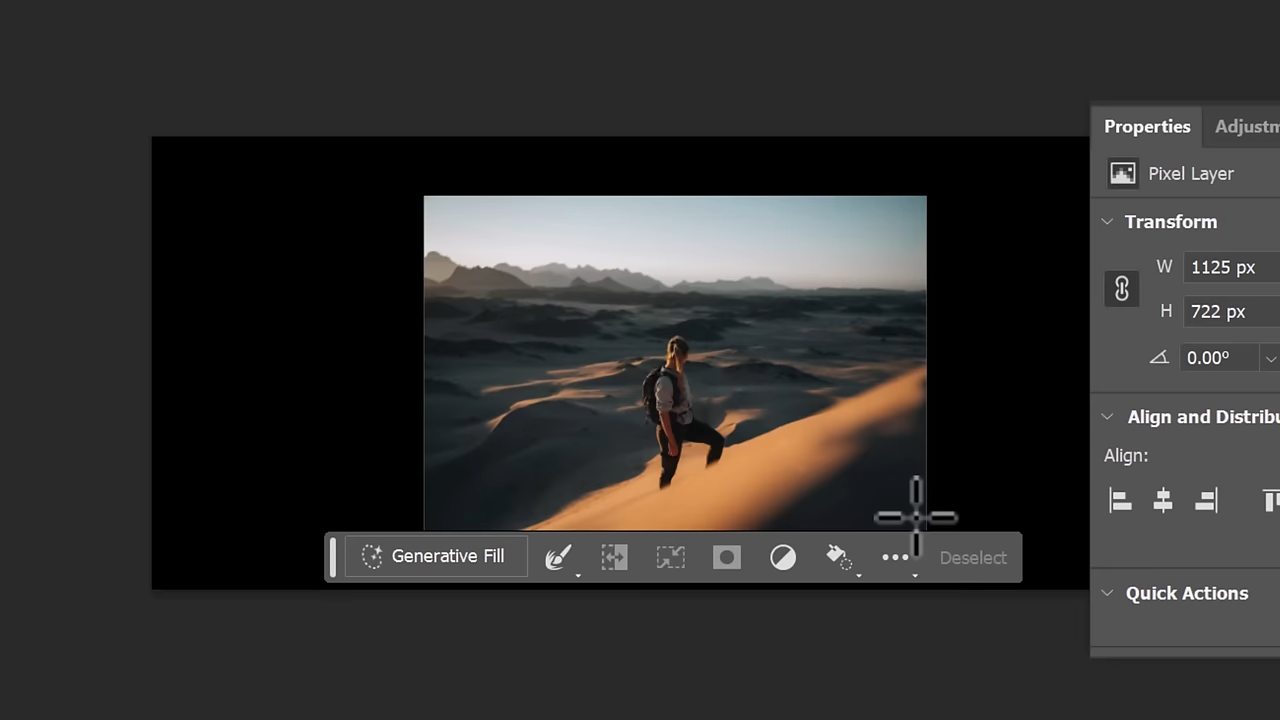 Properties
Adjustm
Pixel Layer
Transform
W 1125 px
H 722 px
0.00º
Align and Distribu
Align:
Generative Fill
Deselect
Quick Actions